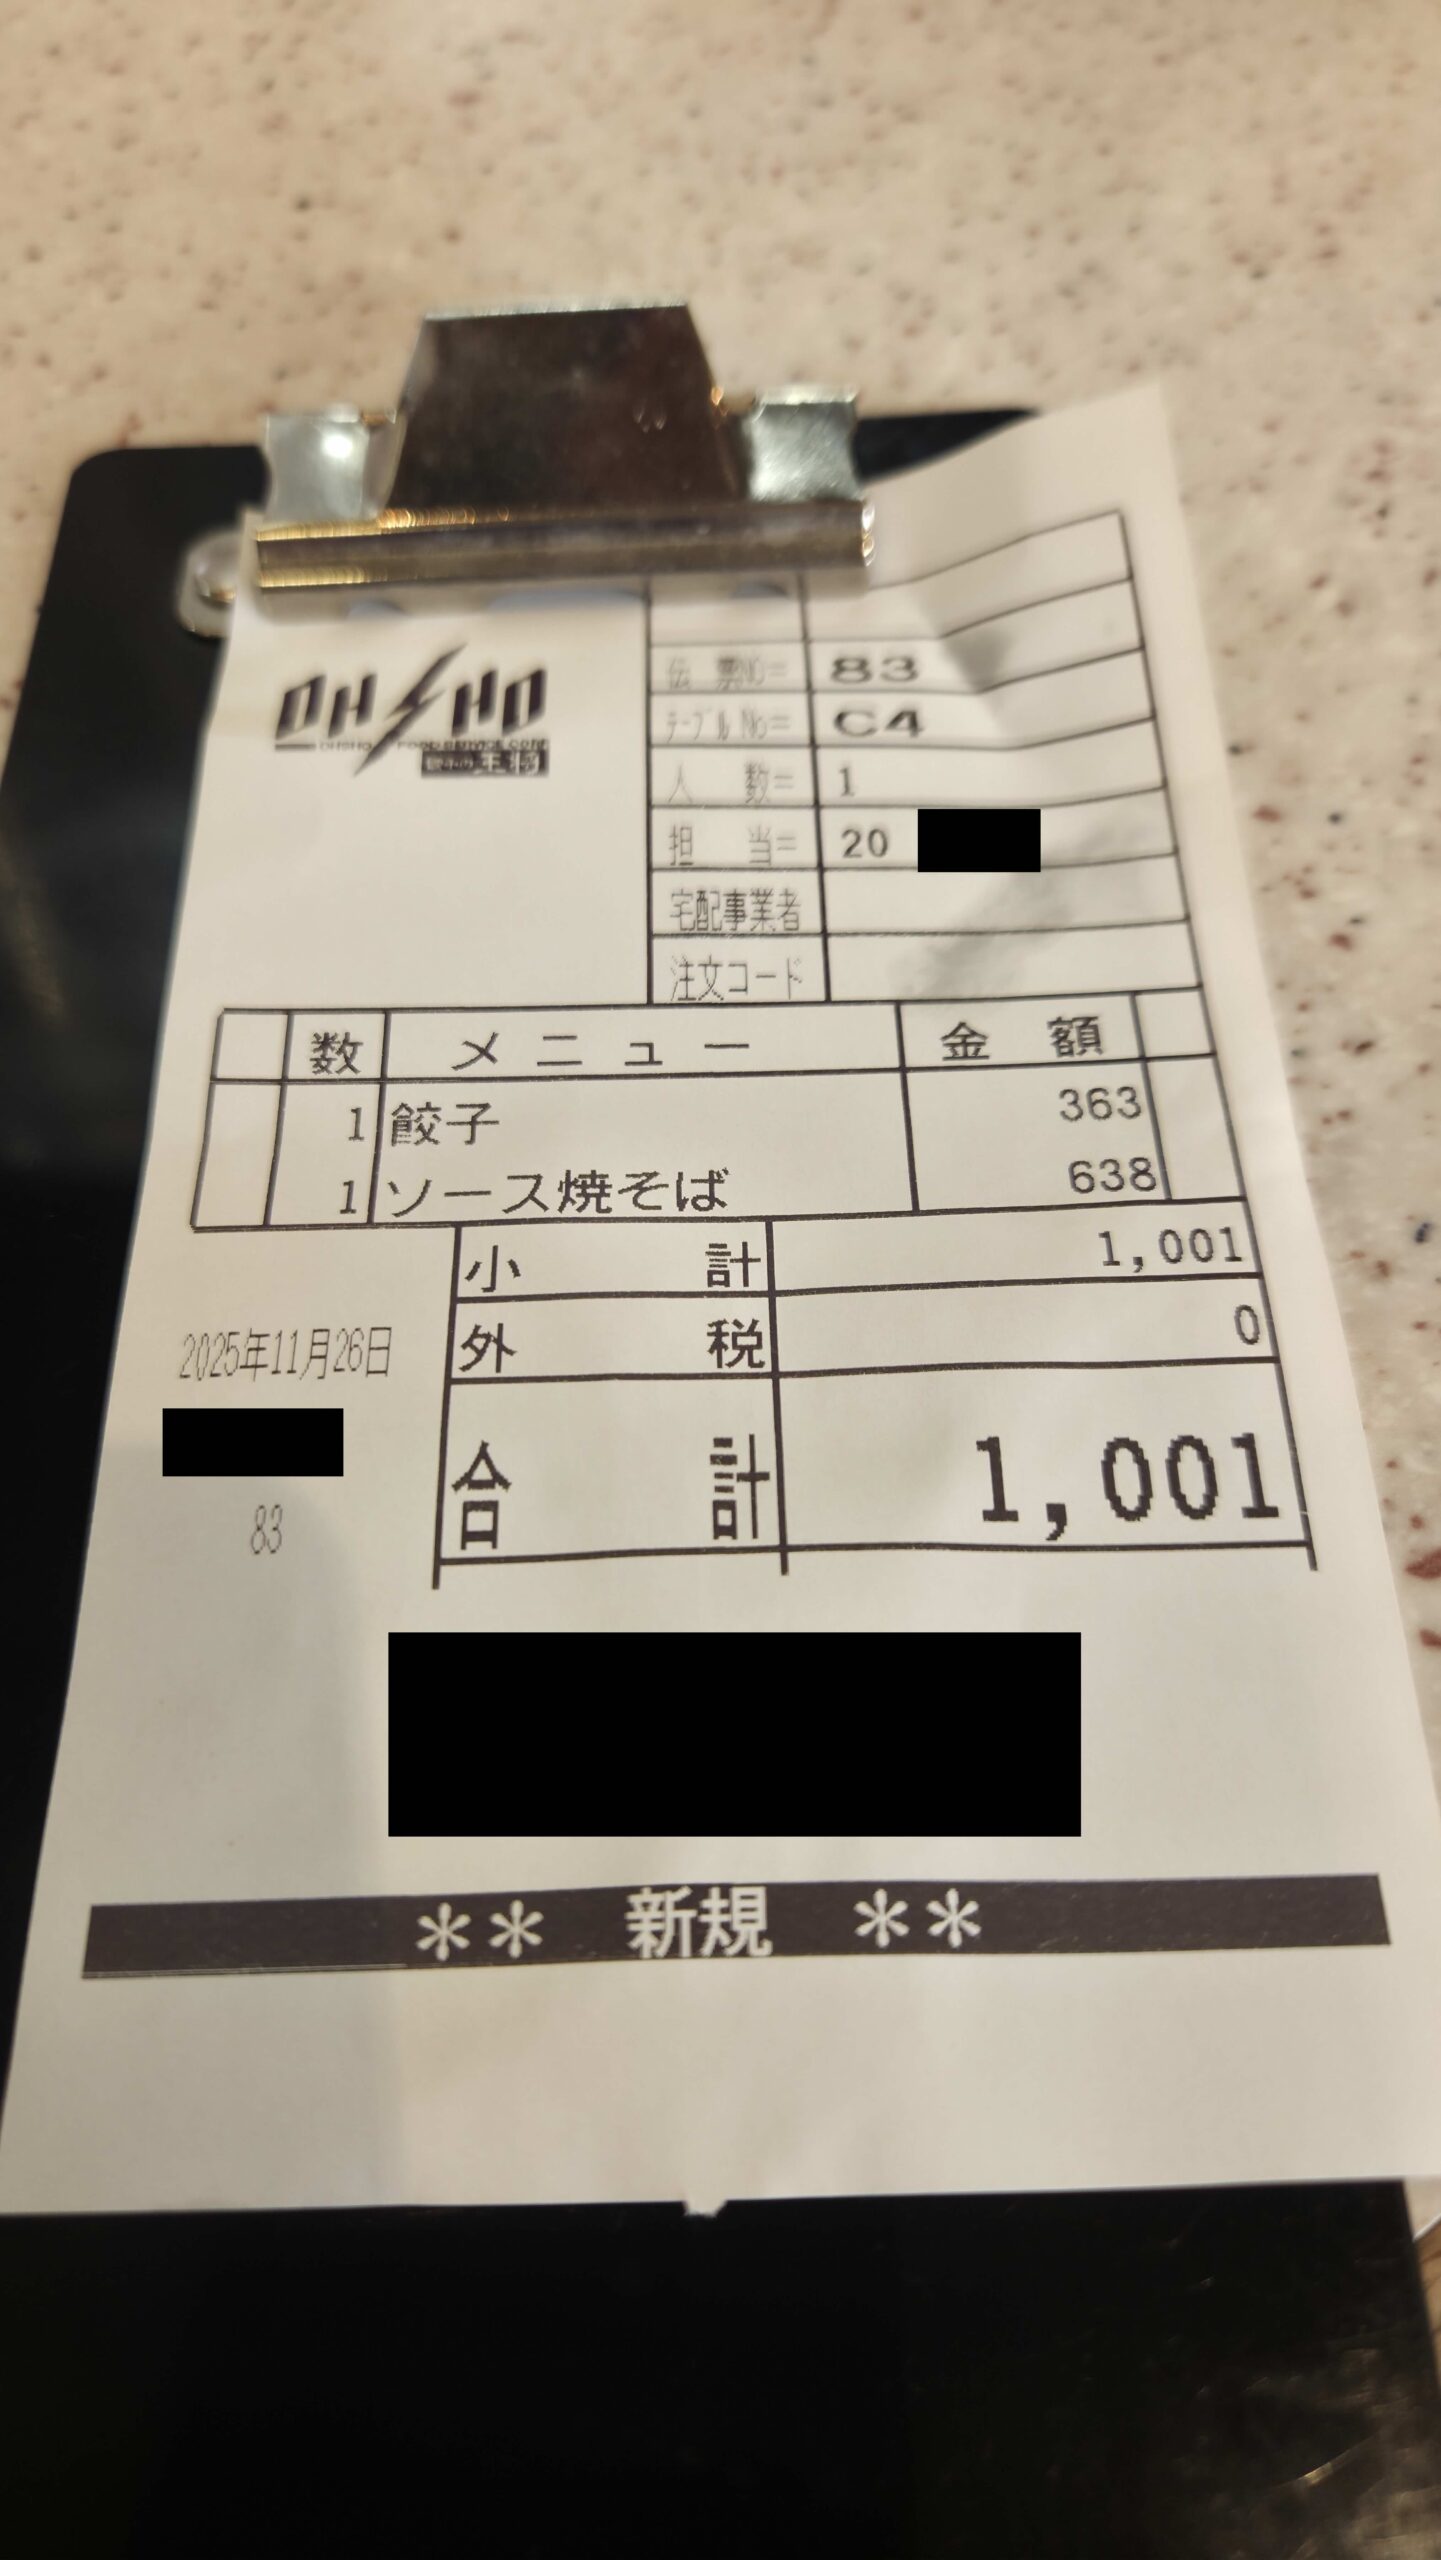 OHSHO
OHSHO FOOD SERVICE CORP.
餃子の王将
伝票No= 83
テーブルNo= C4
人数= 1
担当= 20
宅配事業者
注文コード
数 メニュー 金額
1 餃子 363
1 ソース焼そば 638
小計 1,001
外税 0
2025年11月26日
合計 1,001
83
** 新規 **